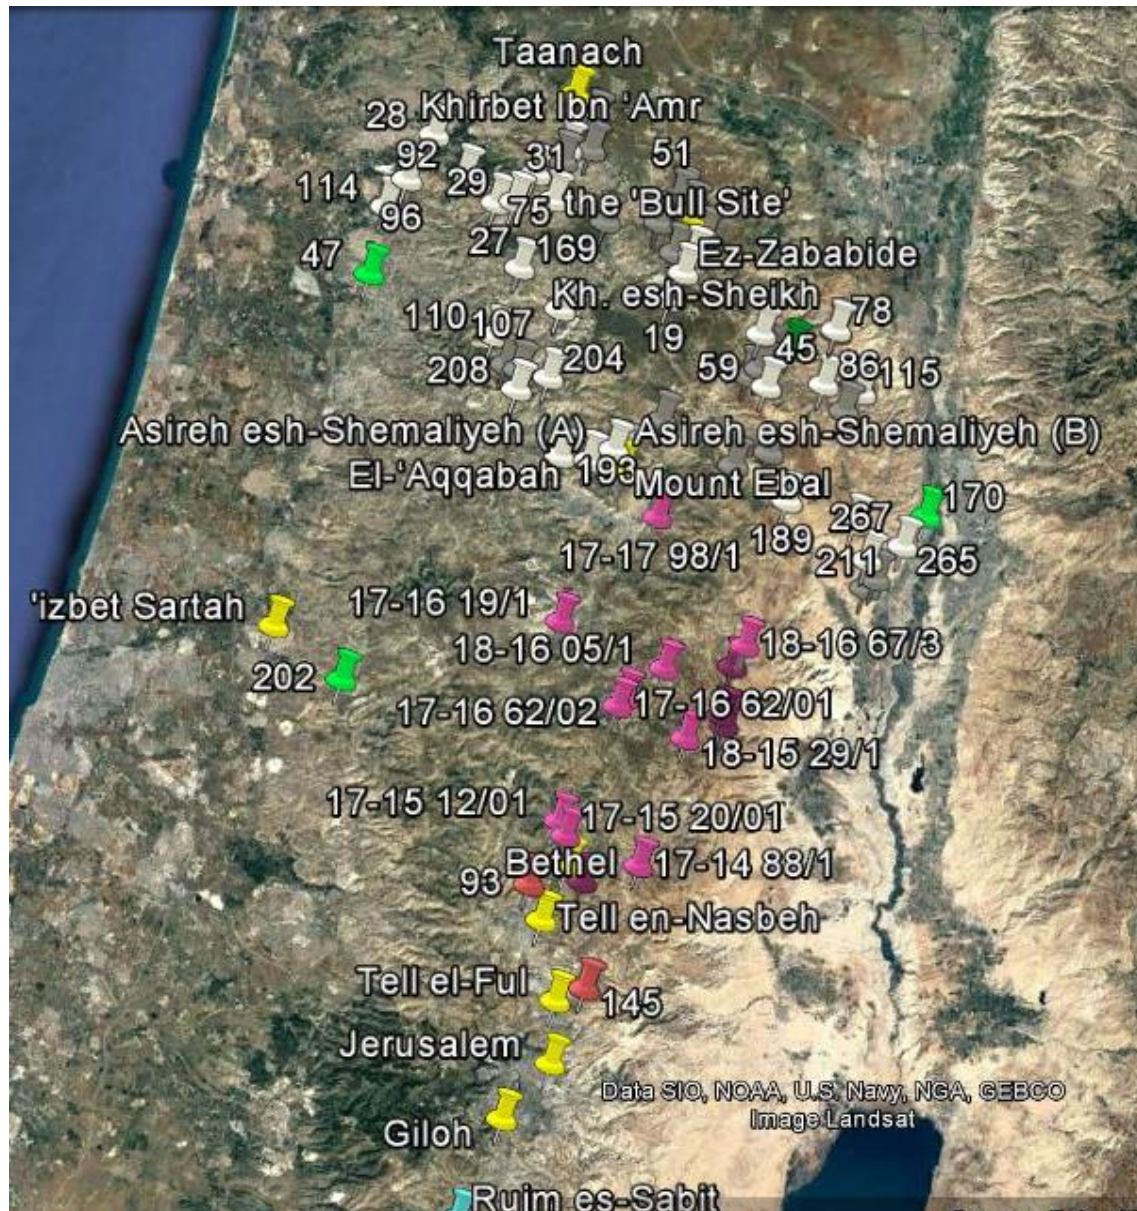 Taanach
28
Khirbet Ibn 'Amr
92
31
51
114
29
96
75
the 'Bull Site'
47
27
169
Ez-Zababide
Kh. esh-Sheikh
110
107
78
19
45
208
204
59
86
115
Asireh esh-Shemaliyeh (A)
Asireh esh-Shemaliyeh (B)
El-'Aqqabah
193
Mount Ebal
170
267
189
17-17 98/1
211
265
'izbet Sartah
17-16 19/1
18-16 05/1
18-16 67/3
202
17-16 62/02
17-16 62/01
18-15 29/1
17-15 12/01
17-15 20/01
Bethel
17-14 88/1
93
Tell en-Nasbeh
Tell el-Ful
145
Jerusalem
Data SIO, NOAA, U.S. Navy, NGA, GEBCO
Image Landsat
Giloh
Rujm es-Sabit